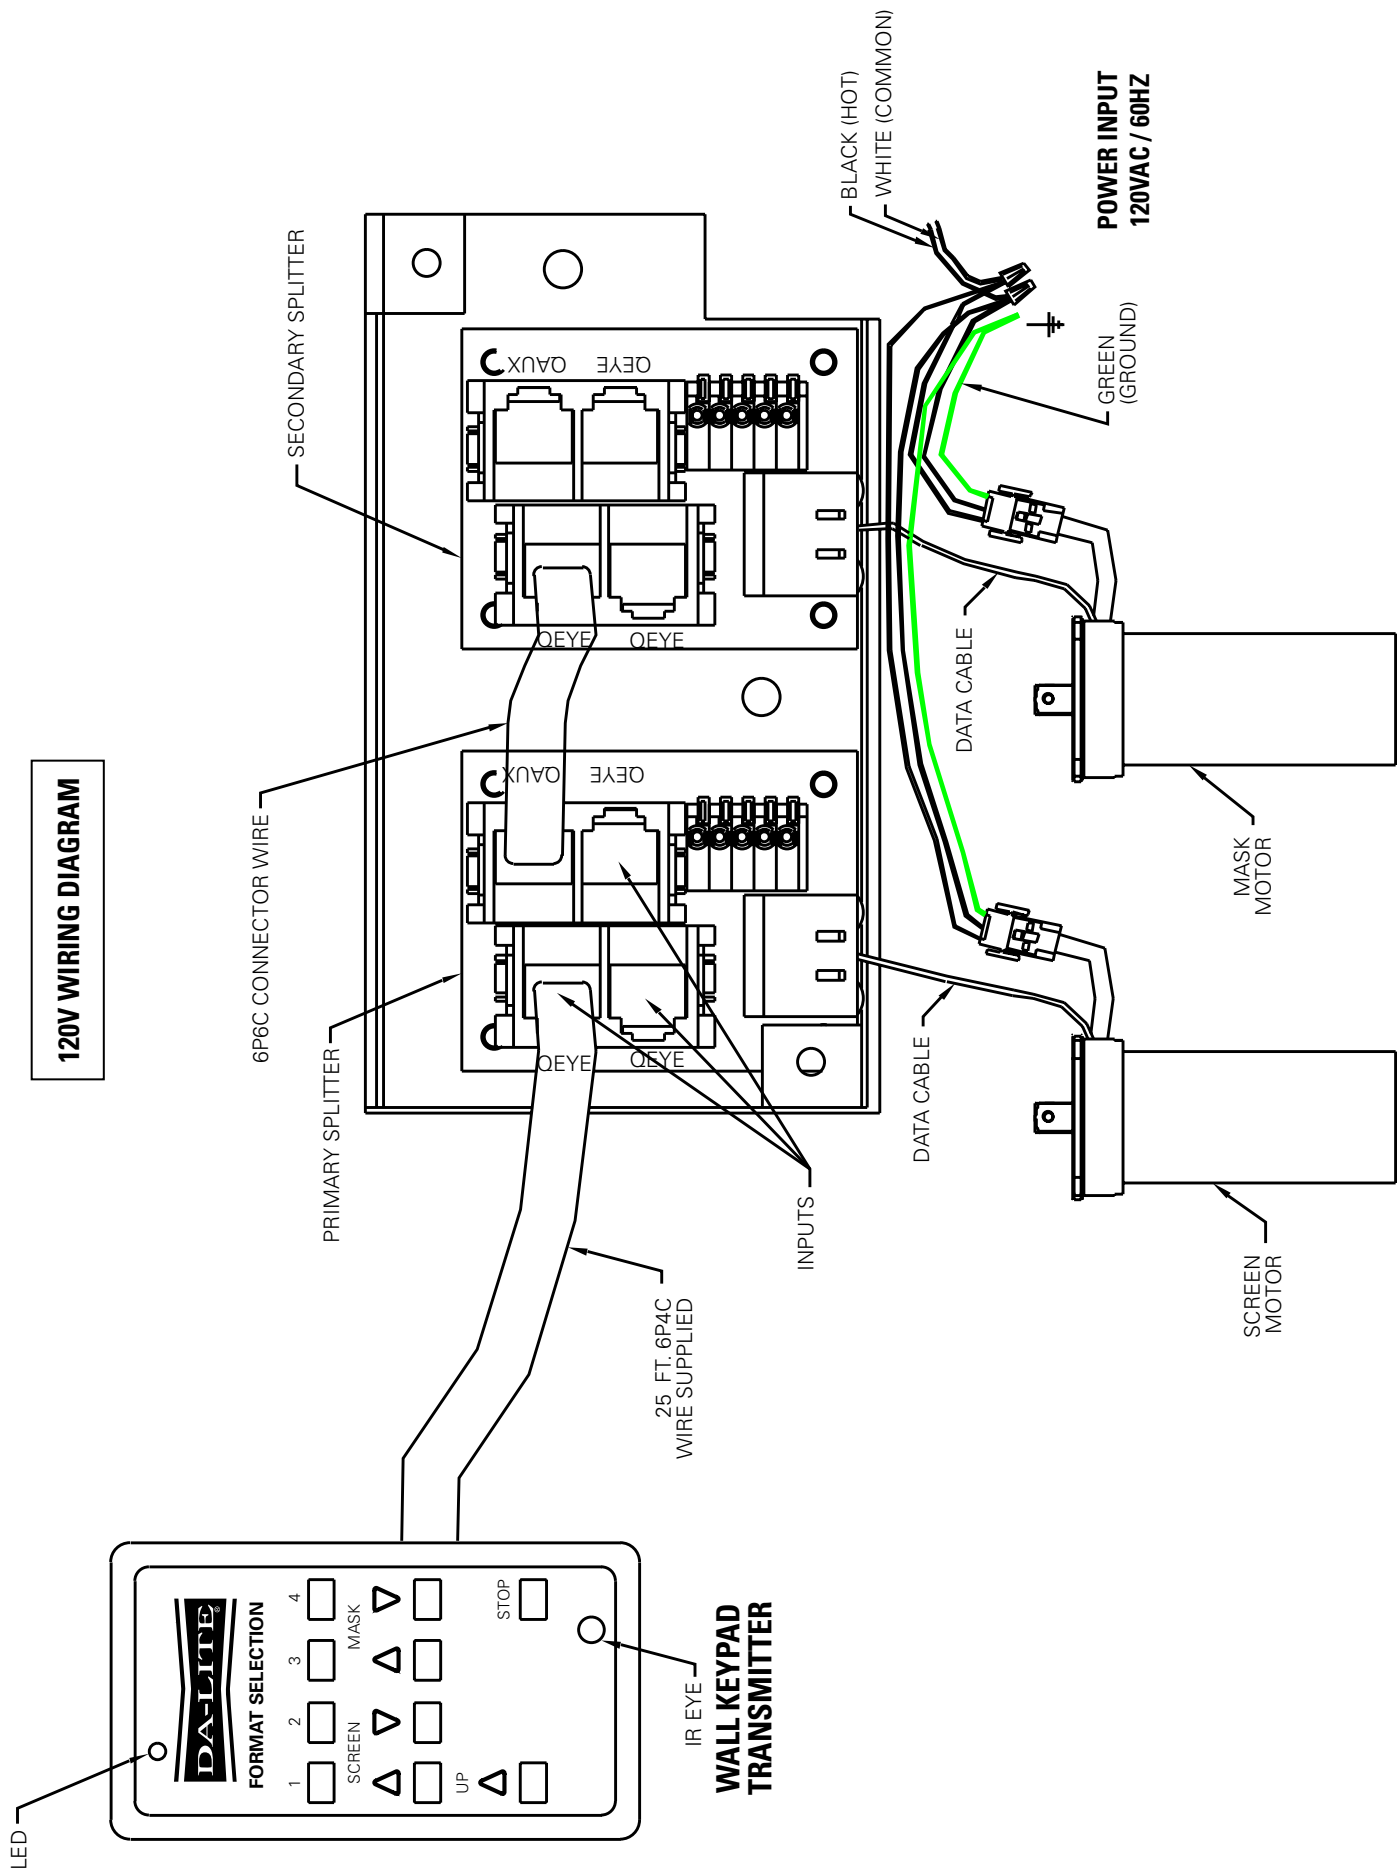 120V WIRING DIAGRAM
LED
DA-LITE®
FORMAT SELECTION
1 2 3 4
SCREEN MASK
UP STOP
IR EYE
WALL KEYPAD
TRANSMITTER
25 FT. 6P4C
WIRE SUPPLIED
PRIMARY SPLITTER
6P6C CONNECTOR WIRE
SECONDARY SPLITTER
QEYE
QEYE
QAUX
QEYE
QEYE
QEYE
QAUX
QEYE
INPUTS
DATA CABLE
DATA CABLE
SCREEN
MOTOR
MASK
MOTOR
GREEN
(GROUND)
BLACK (HOT)
WHITE (COMMON)
POWER INPUT
120VAC / 60HZ